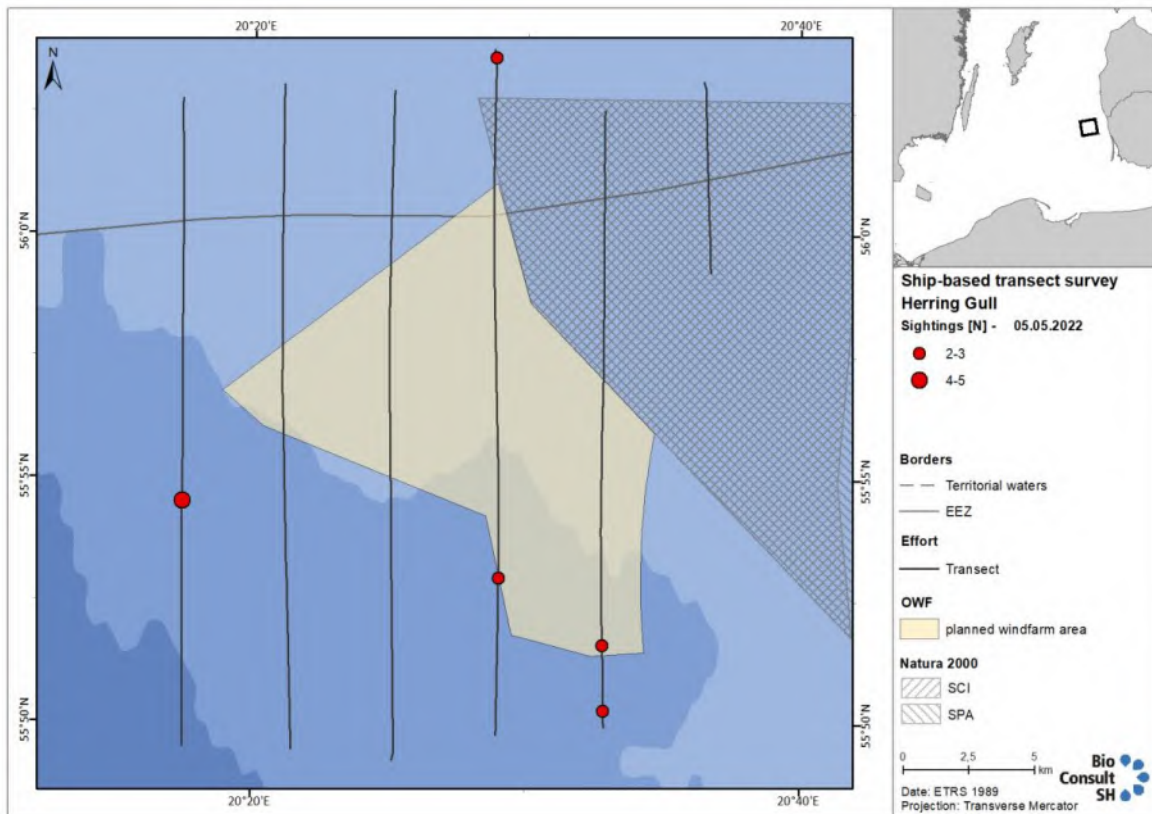 20°20'E
20°40'E
N
56°0'N
56°0'N
55°55'N
55°55'N
55°50'N
55°50'N
20°20'E
20°40'E
Ship-based transect survey
Herring Gull
Sightings [N] - 05.05.2022
2-3
4-5
Borders
Territorial waters
EEZ
Effort
Transect
OWF
planned windfarm area
Natura 2000
SCI
SPA
0 2,5 5
km
Date: ETRS 1989
Projection: Transverse Mercator
Bio
Consult
SH